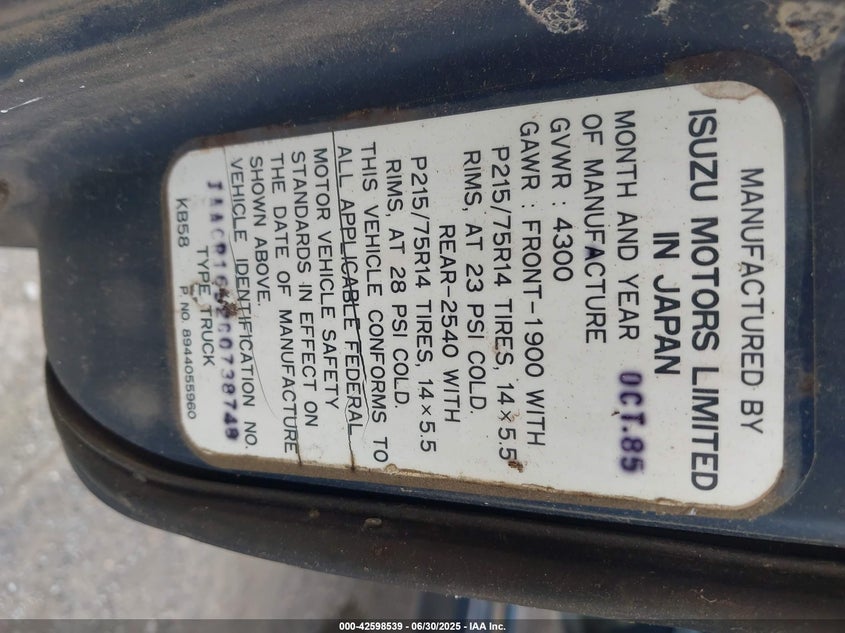 MANUFACTURED BY
ISUZU MOTORS LIMITED
IN JAPAN
MONTH AND YEAR OCT.85
OF MANUFACTURE
GVWR : 4300
GAWR : FRONT-1900 WITH
P215/75R14 TIRES, 14×5.5
RIMS, AT 23 PSI COLD.
REAR-2540 WITH
P215/75R14 TIRES, 14×5.5
RIMS, AT 28 PSI COLD.
THIS VEHICLE CONFORMS TO
ALL APPLICABLE FEDERAL
MOTOR VEHICLE SAFETY
STANDARDS IN EFFECT ON
THE DATE OF MANUFACTURE
SHOWN ABOVE.
VEHICLE IDENTIFICATION NO.
TYPE TRUCK
KB58 P. NO. 8944055960
000-42598539 - 06/30/2025 - IAA Inc.